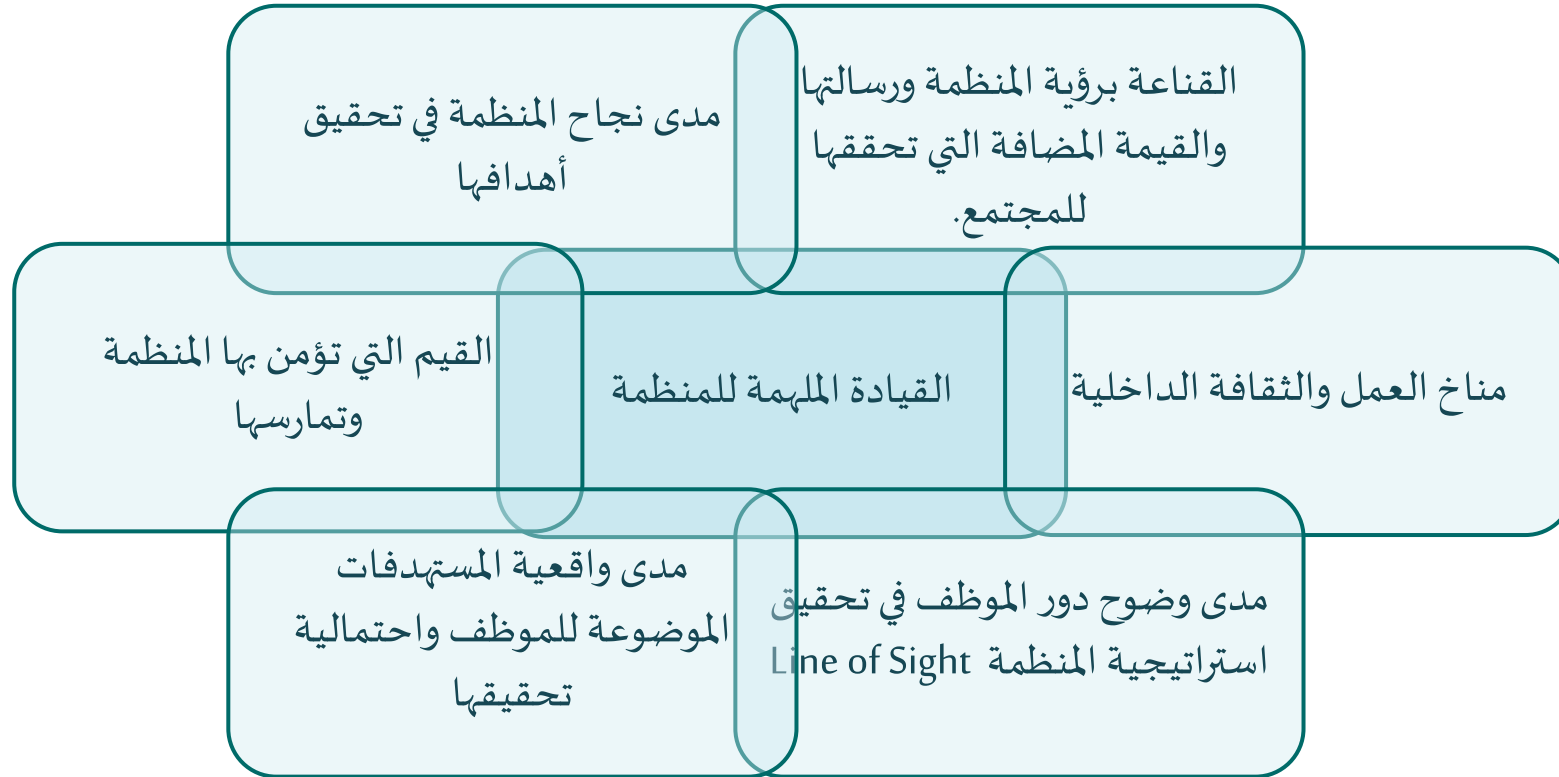 القناعة برؤية المنظمة ورسالتها
والقيمة المضافة التي تحققها
للمجتمع.
مدى نجاح المنظمة في تحقيق
أهدافها
مناخ العمل والثقافة الداخلية
القيادة الملهمة للمنظمة
القيم التي تؤمن بها المنظمة
وتمارسها
مدى وضوح دور الموظف في تحقيق
استراتيجية المنظمة Line of Sight
مدى واقعية المستهدفات
الموضوعة للموظف واحتمالية
تحقيقها